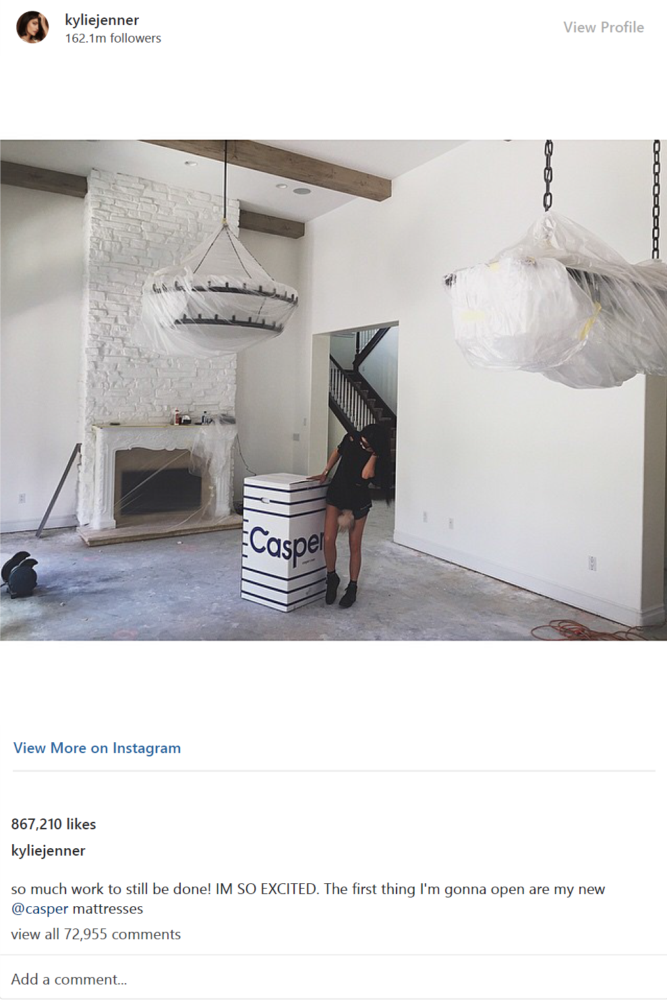 kyliejenner
162.1m followers
View Profile
Casper
View More on Instagram
867,210 likes
kyliejenner
so much work to still be done! IM SO EXCITED. The first thing I'm gonna open are my new
@casper mattresses
view all 72,955 comments
Add a comment...